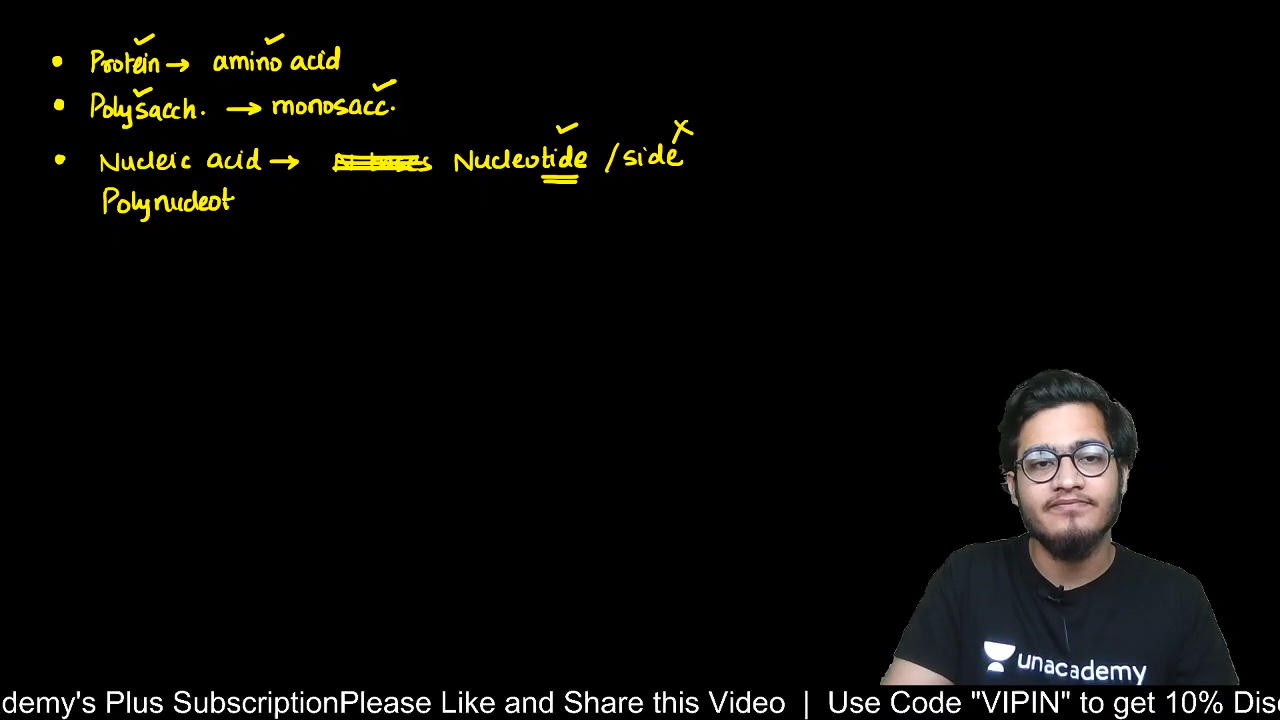 • Protein → amino acid
• Polysacch. → monosacc.
• Nucleic acid → Nucleotide / side
Polynucleot
unacademy
demy's Plus SubscriptionPlease Like and Share this Video | Use Code "VIPIN" to get 10% Dis